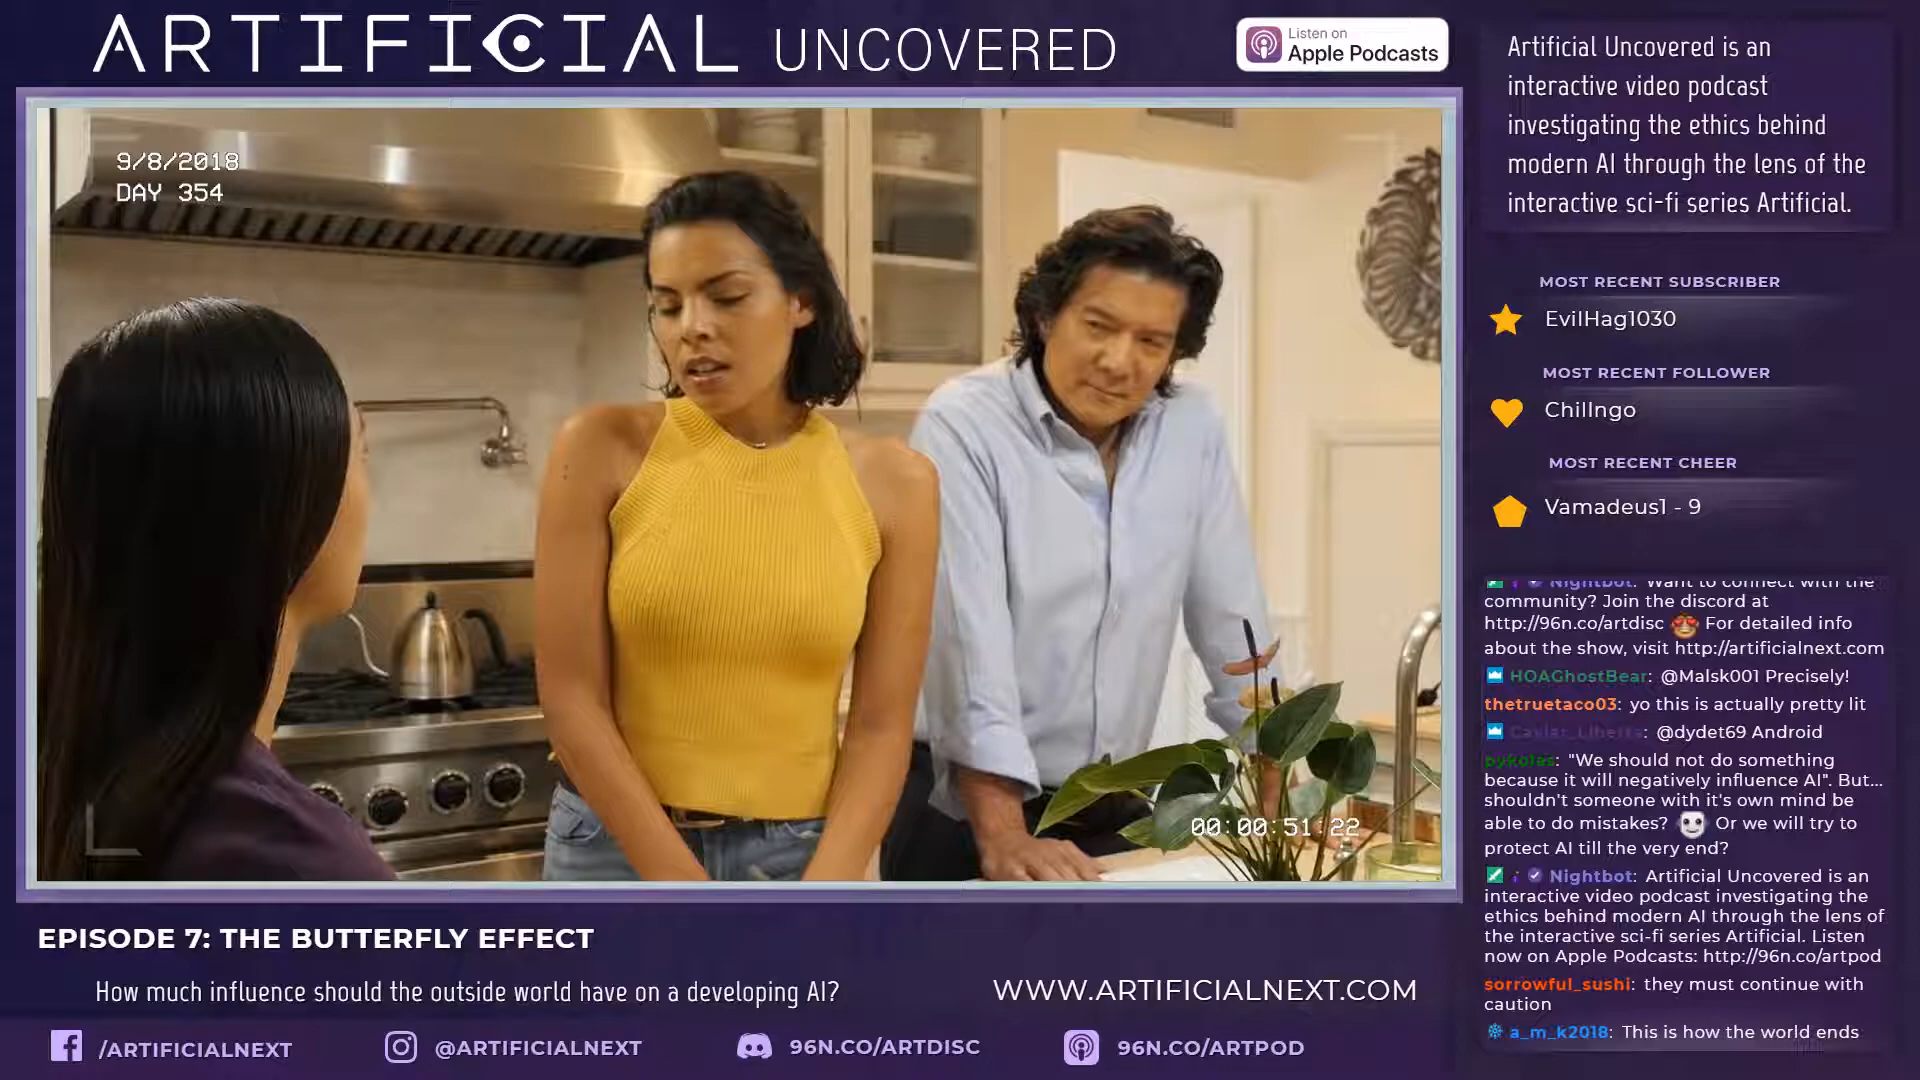 ARTIFICIAL UNCOVERED
Listen on
Apple Podcasts
9/8/2018
DAY 354
00:00:51:22
EPISODE 7: THE BUTTERFLY EFFECT
How much influence should the outside world have on a developing AI?
WWW.ARTIFICIALNEXT.COM
/ARTIFICIALNEXT
@ARTIFICIALNEXT
96N.CO/ARTDISC
96N.CO/ARTPOD
Artificial Uncovered is an
interactive video podcast
investigating the ethics behind
modern AI through the lens of the
interactive sci-fi series Artificial.
MOST RECENT SUBSCRIBER
EvilHag1030
MOST RECENT FOLLOWER
Chillngo
MOST RECENT CHEER
Vamadeus1 - 9
Nightbot: Want to connect with the
community? Join the discord at
http://96n.co/artdisc For detailed info
about the show, visit http://artificialnext.com
HOAGhostBear: @Malsk001 Precisely!
thetruetaco03: yo this is actually pretty lit
: @dydet69 Android
pykolas: "We should not do something
because it will negatively influence AI". But...
shouldn't someone with it's own mind be
able to do mistakes? Or we will try to
protect AI till the very end?
Nightbot: Artificial Uncovered is an
interactive video podcast investigating the
ethics behind modern AI through the lens of
the interactive sci-fi series Artificial. Listen
now on Apple Podcasts: http://96n.co/artpod
sorrowful_sushi: they must continue with
caution
a_m_k2018: This is how the world ends